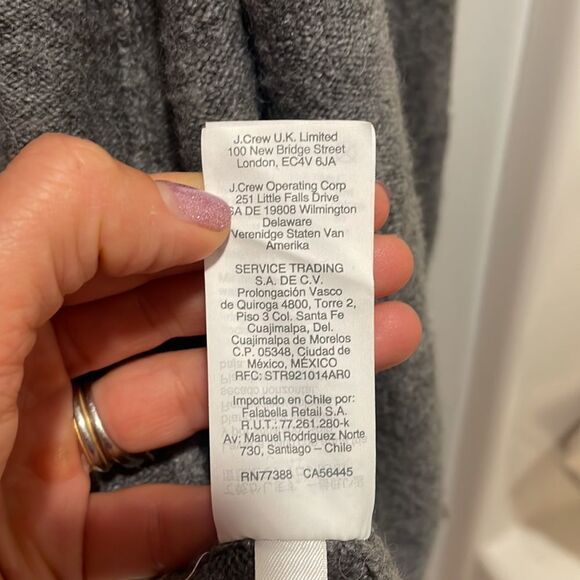 J.Crew U.K. Limited
100 New Bridge Street
London, EC4V 6JA
J.Crew Operating Corp
251 Little Falls Drive
SA DE 19808 Wilmington
Delaware
Verenidge Staten Van
Amerika
SERVICE TRADING
S.A. DE C.V.
Prolongación Vasco
de Quiroga 4800, Torre 2,
Piso 3 Col. Santa Fe
Cuajimalpa, Del.
Cuajimalpa de Morelos
C.P. 05348, Ciudad de
México, MÉXICO
RFC: STR921014AR0
Importado en Chile por:
Falabella Retail S.A.
R.U.T.: 77.261.280-k
Av: Manuel Rodriguez Norte
730, Santiago – Chile
RN77388 CA56445